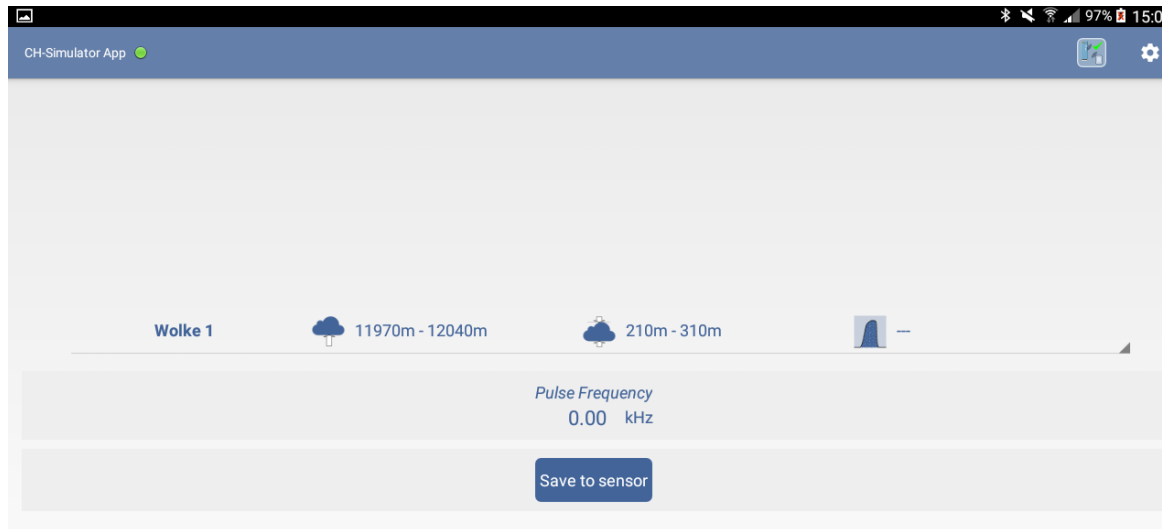 97% 15:0
CH-Simulator App
Wolke 1 11970m - 12040m 210m - 310m ---
Pulse Frequency
0.00 kHz
Save to sensor